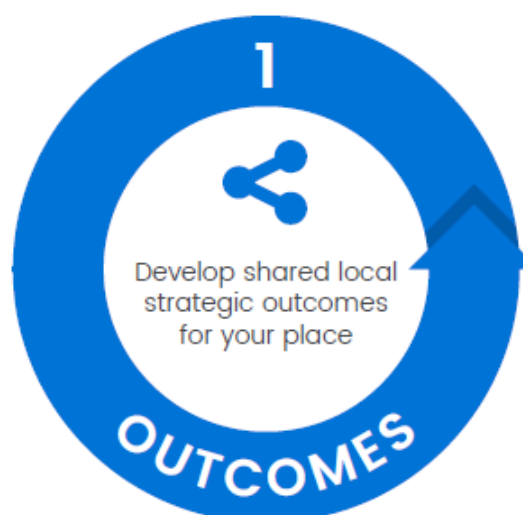 1
Develop shared local
strategic outcomes
for your place
OUTCOMES